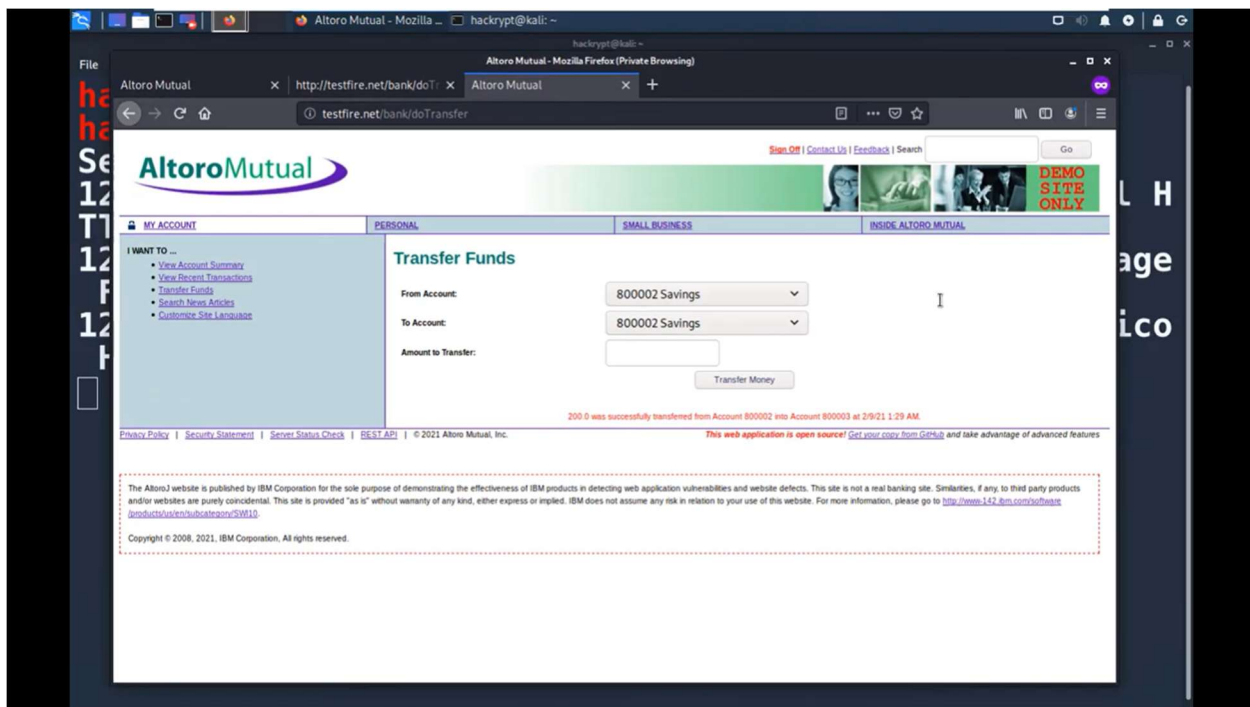 Altoro Mutual - Mozilla ... hackrypt@kali: ~
hackrypt@kali: ~
File
Altoro Mutual - Mozilla Firefox (Private Browsing)
Altoro Mutual http://testfire.net/bank/doTr Altoro Mutual
testfire.net/bank/doTransfer
Sign Off | Contact Us | Feedback | Search Go
AltoroMutual
DEMO
SITE
ONLY
MY ACCOUNT PERSONAL SMALL BUSINESS INSIDE ALTORO MUTUAL
I WANT TO ...
• View Account Summary
• View Recent Transactions
• Transfer Funds
• Search News Articles
• Customize Site Language
Transfer Funds
From Account: 800002 Savings
To Account: 800002 Savings
Amount to Transfer:
Transfer Money
200.0 was successfully transferred from Account 800002 into Account 800003 at 2/9/21 1:29 AM.
Privacy Policy | Security Statement | Server Status Check | REST API | © 2021 Altoro Mutual, Inc. This web application is open source! Get your copy from GitHub and take advantage of advanced features
The AltoroJ website is published by IBM Corporation for the sole purpose of demonstrating the effectiveness of IBM products in detecting web application vulnerabilities and website defects. This site is not a real banking site. Similarities, if any, to third party products
and/or websites are purely coincidental. This site is provided "as is" without warranty of any kind, either express or implied. IBM does not assume any risk in relation to your use of this website. For more information, please go to http://www-142.ibm.com/software
/products/us/en/subcategory/SWI10.
Copyright © 2008, 2021, IBM Corporation, All rights reserved.
ha
ha
Se
12 L H
TT
12 age
F
12 ico
H